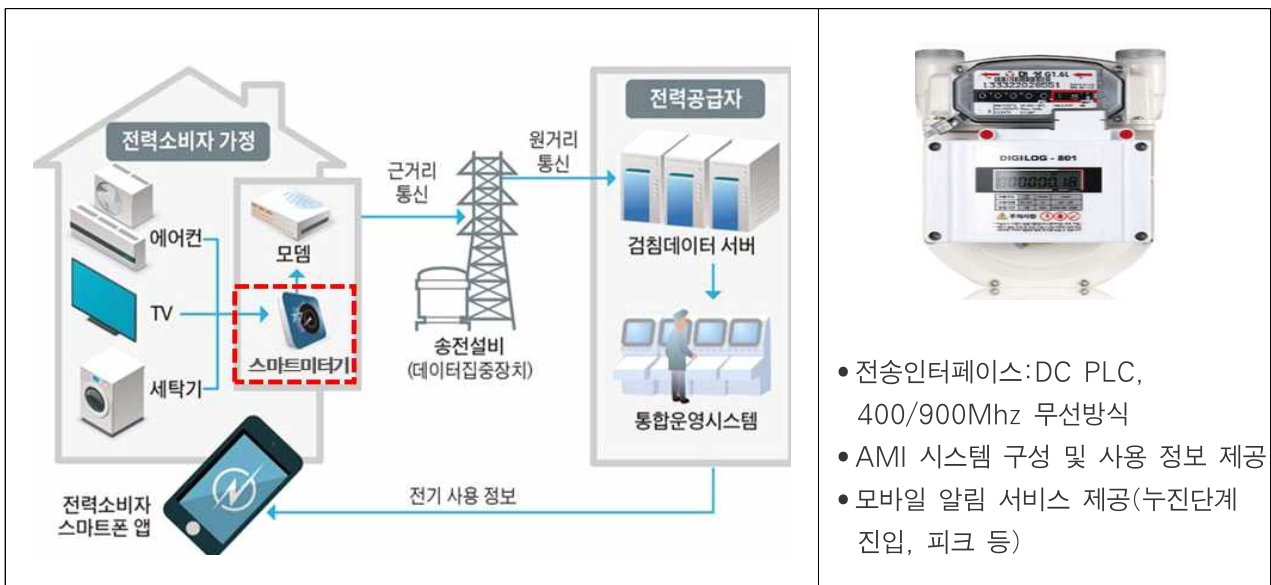 전력소비자 가정
에어컨
TV
세탁기
모뎀
스마트미터기
근거리
통신
송전설비
(데이터집중장치)
원거리
통신
전력공급자
검침데이터 서버
통합운영시스템
전기 사용 정보
전력소비자
스마트폰 앱
G1.6L
DIGILOG - 801
주의사항
• 전송인터페이스:DC PLC,
400/900Mhz 무선방식
• AMI 시스템 구성 및 사용 정보 제공
• 모바일 알림 서비스 제공(누진단계
진입, 피크 등)